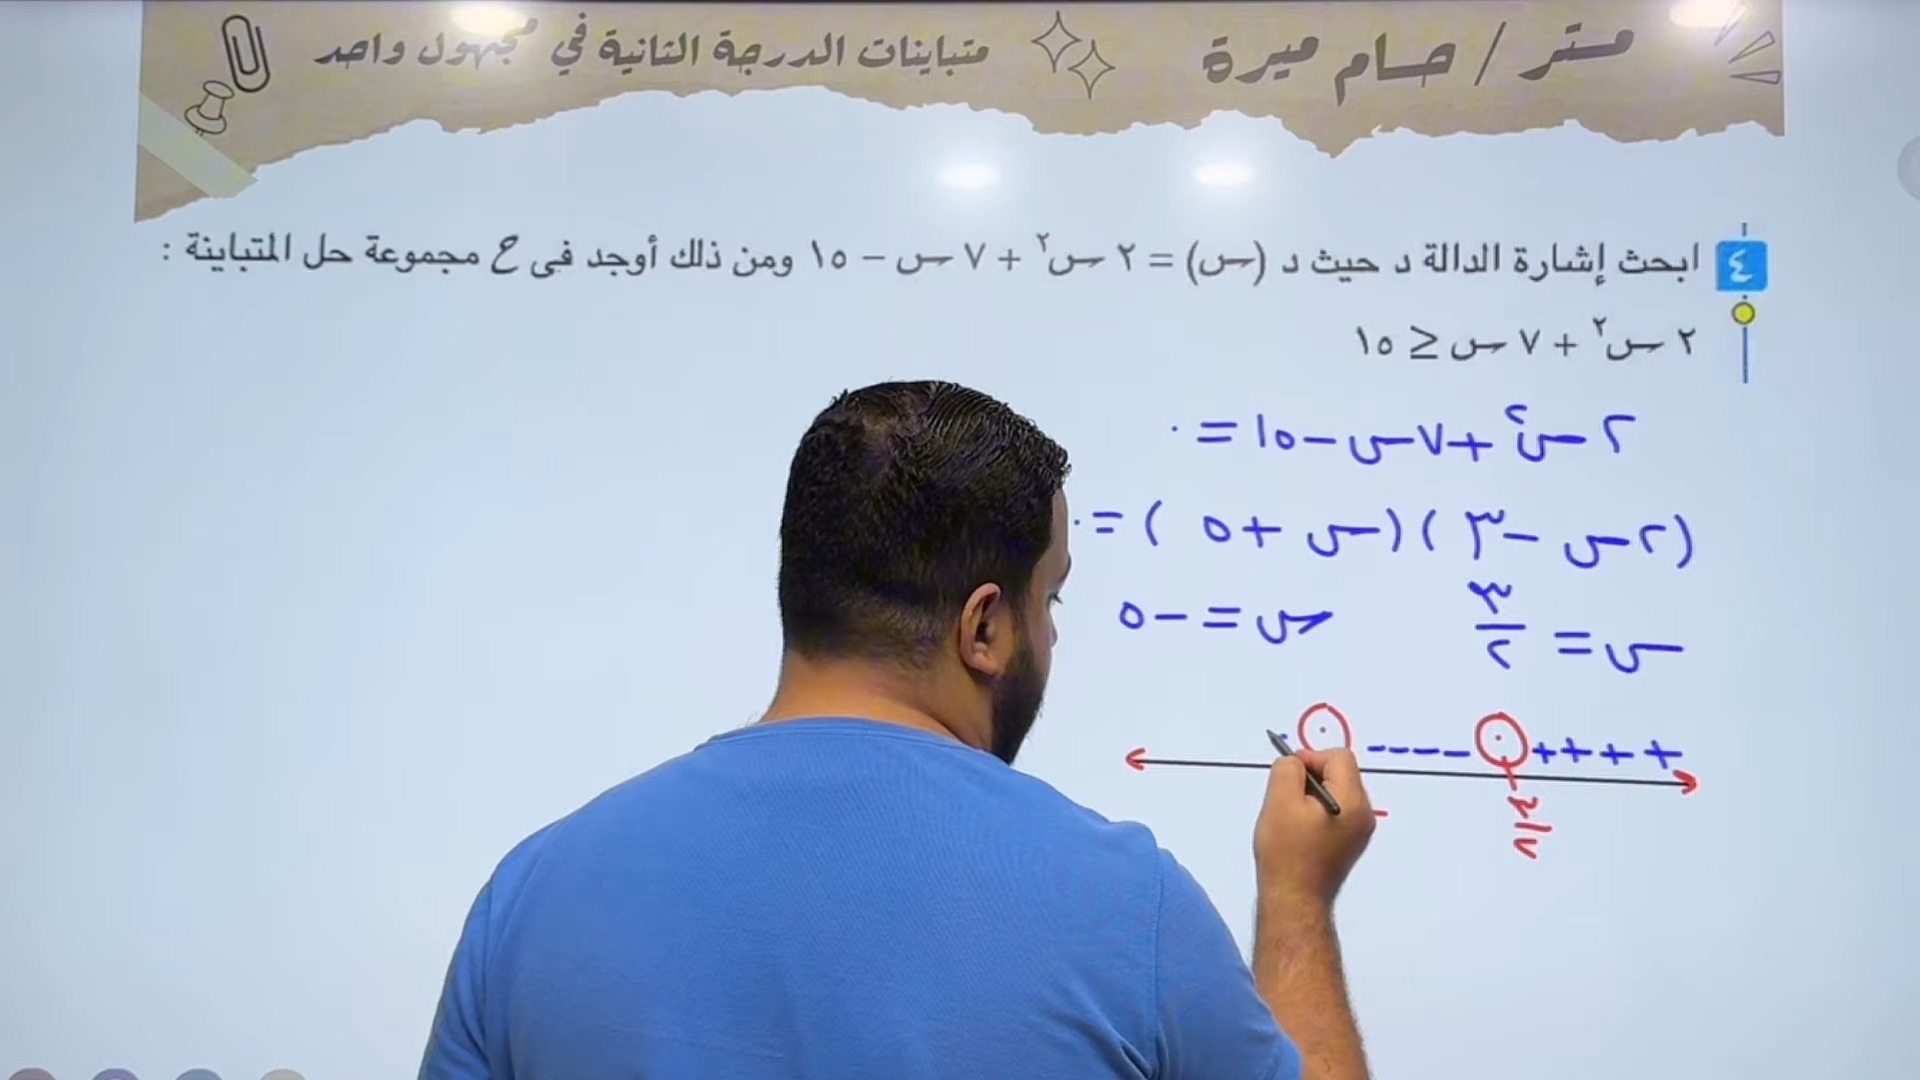 مستر / حسام ميرة
متباينات الدرجة الثانية في مجهول واحد
٤ ابحث إشارة الدالة د حيث د (س) = ٢ س٢ + ٧ س – ١٥ ومن ذلك أوجد فى ح مجموعة حل المتباينة :
٢ س٢ + ٧ س ≥ ١٥
٢ س٢ + ٧ س - ١٥ = ٠
(٢ س - ٣) (س + ٥) = ٠
س = ٣/٢ س = -٥
+ + + + ٠ - - - - ٠
٣/٢